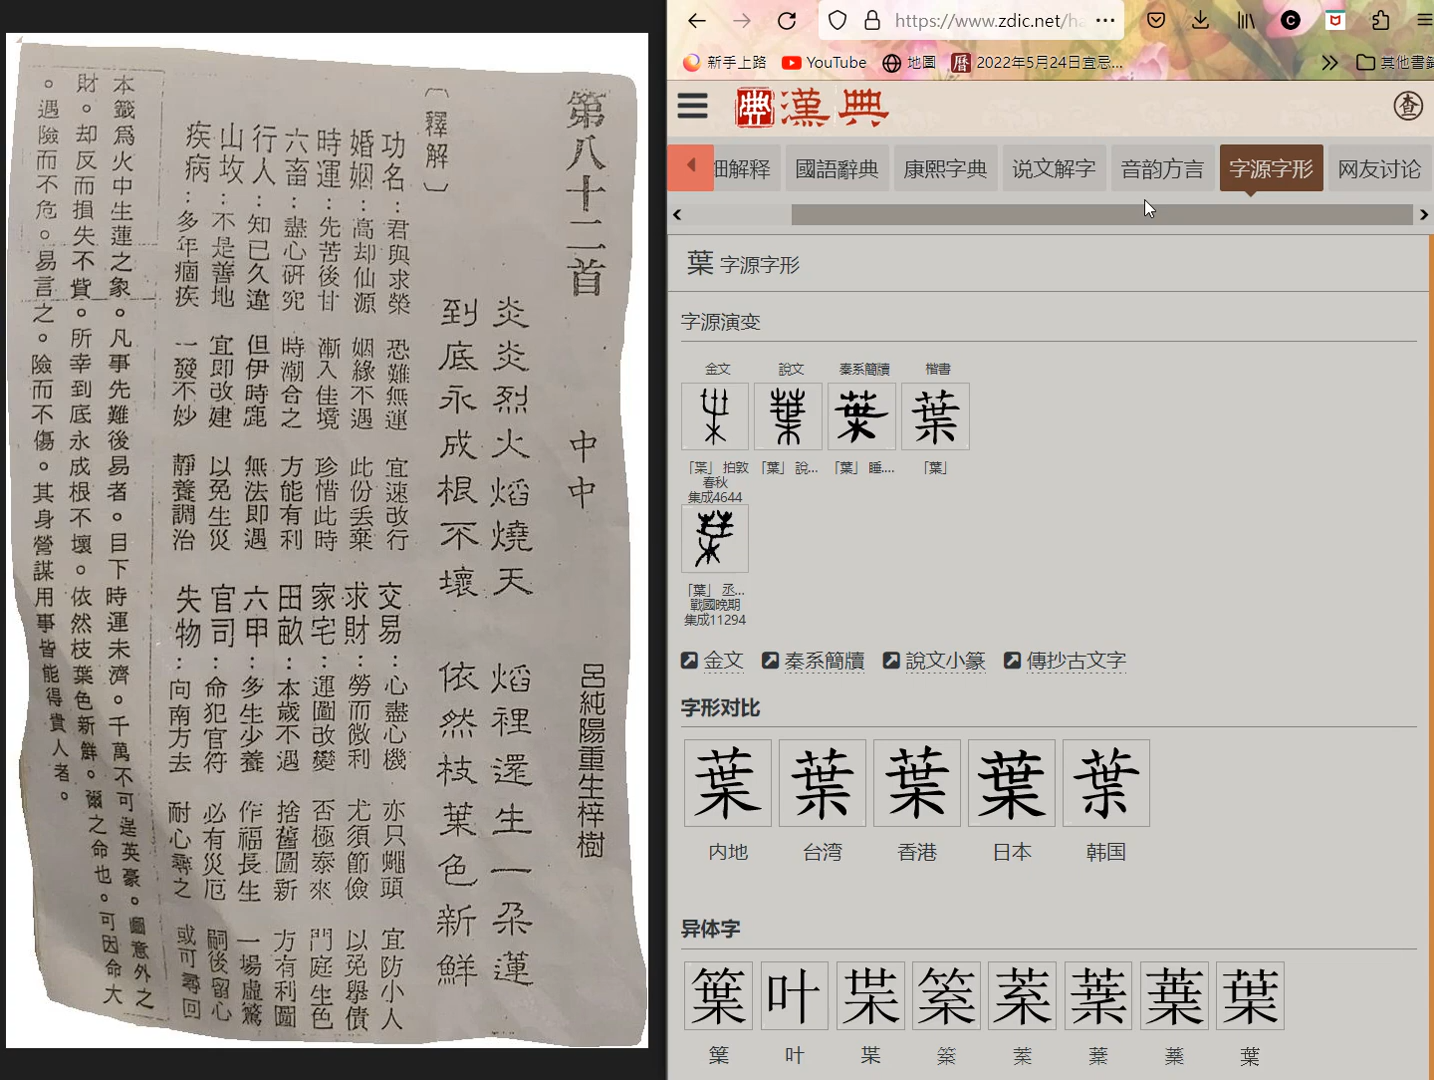 第八十二首　中中　呂純陽重生梓樹
炎炎烈火焰燒天　焰裡還生一朵蓮
到底永成根不壞　依然枝葉色新鮮
〔釋解〕
功名：君與求榮　恐難無運　宜速改行　交易：心盡心機　亦只蠅頭　宜防小人
婚姻：高却仙源　姻緣不遇　此份丢棄　求財：勞而微利　尤須節儉　以免舉債
時運：先苦後甘　漸入佳境　珍惜此時　家宅：運圖改變　否極泰來　門庭生色
六畜：盡心研究　時潮合之　方能有利　田畝：本歲不遇　捨舊圖新　方有利圖
行人：知已久違　但伊時鹿　無法即遇　六甲：多生少養　作福長生　一場虛驚
山坟：不是善地　宜即改建　以免生災　官司：命犯官符　必有災厄　嗣後留心
疾病：多年痼疾　一發不妙　靜養調治　失物：向南方去　耐心尋之　或可尋回
本籤爲火中生蓮之象。凡事先難後易者。目下時運未濟。千萬不可逞英豪。圖意外之
財。却反而損失不貲。所幸到底永成根不壞。依然枝葉色新鮮。爾之命也。可因命大
。遇險而不危。易言之。險而不傷。其身營謀用事皆能得貴人者。
https://www.zdic.net/ha
新手上路　YouTube　地圖　2022年5月24日宜忌...　其他書籤
漢典　查
细解释　國語辭典　康熙字典　说文解字　音韵方言　字源字形　网友讨论
葉 字源字形
字源演变
金文　說文　秦系簡牘　楷書
「枼」 拍敦　「葉」 說...　「葉」 睡....　「葉」
春秋
集成4644
「葉」 丞...
戰國晚期
集成11294
金文　秦系簡牘　說文小篆　傳抄古文字
字形对比
葉　葉　葉　葉　葉
内地　台湾　香港　日本　韩国
异体字